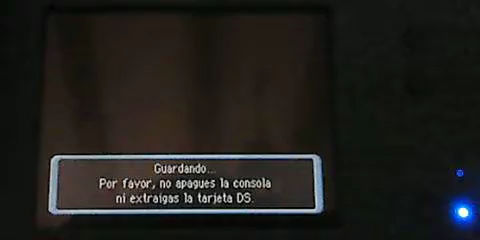 Guardando...
Por favor, no apagues la consola
ni extraigas la tarjeta DS.